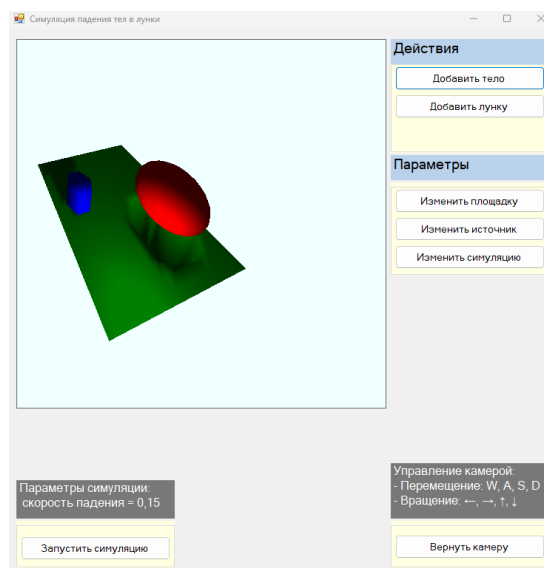 Симуляция падения тел в лунки
Действия
Добавить тело
Добавить лунку
Параметры
Изменить площадку
Изменить источник
Изменить симуляцию
Параметры симуляции:
скорость падения = 0,15
Запустить симуляцию
Управление камерой:
- Перемещение: W, A, S, D
- Вращение: ←, →, ↑, ↓
Вернуть камеру